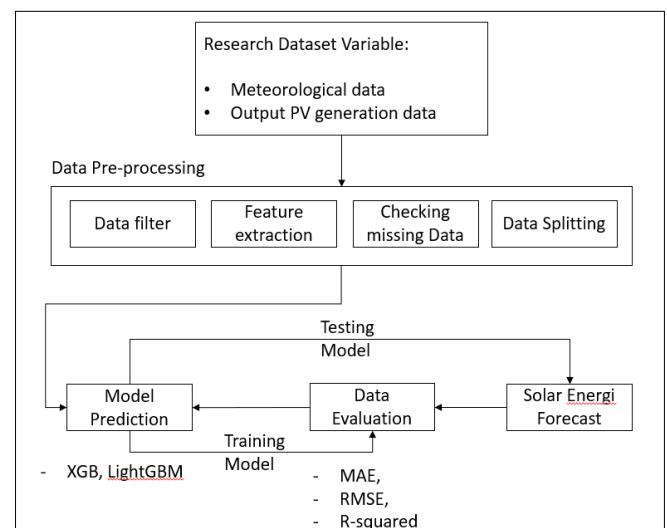 Research Dataset Variable:
• Meteorological data
• Output PV generation data
Data Pre-processing
Data filter
Feature
extraction
Checking
missing Data
Data Splitting
Testing
Model
Model
Prediction
Data
Evaluation
Solar Energi
Forecast
Training
Model
- XGB, LightGBM
- MAE,
- RMSE,
- R-squared